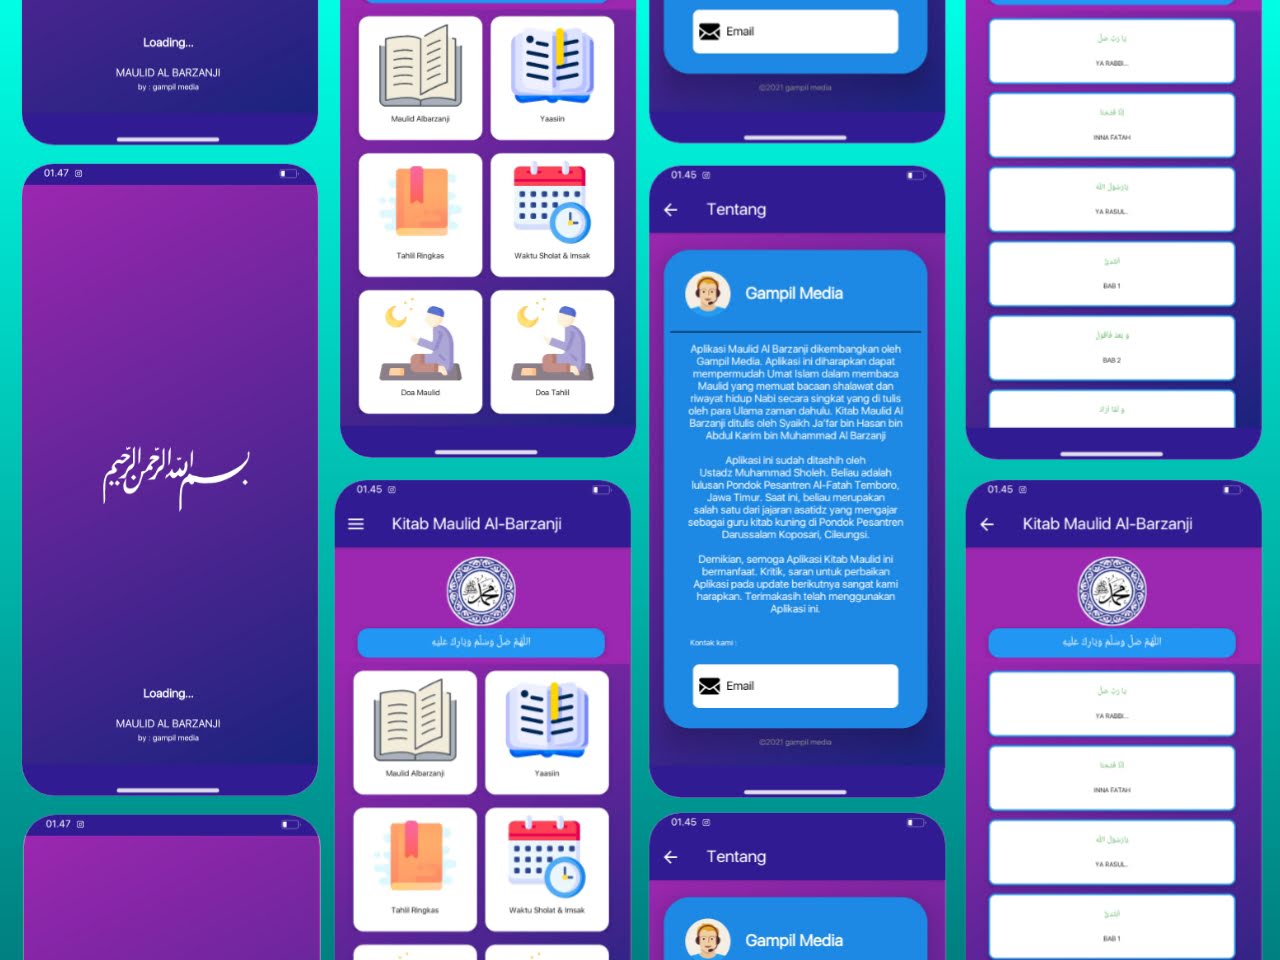 Loading...
MAULID AL BARZANJI
by : gampil media
01.47
بسم الله الرحمن الرحيم
Loading...
MAULID AL BARZANJI
by : gampil media
01.47
Maulid Albarzanji
Yaasiin
Tahlil Ringkas
Waktu Sholat & Imsak
Doa Maulid
Doa Tahlil
01.45
Kitab Maulid Al-Barzanji
محمد
اللهم صل وسلم وبارك عليه
Maulid Albarzanji
Yaasiin
Tahlil Ringkas
Waktu Sholat & Imsak
Email
©2021 gampil media
01.45
Tentang
Gampil Media
Aplikasi Maulid Al Barzanji dikembangkan oleh
Gampil Media. Aplikasi ini diharapkan dapat
mempermudah Umat Islam dalam membaca
Maulid yang memuat bacaan shalawat dan
riwayat hidup Nabi secara singkat yang di tulis
oleh para Ulama zaman dahulu. Kitab Maulid Al
Barzanji ditulis oleh Syaikh Ja'far bin Hasan bin
Abdul Karim bin Muhammad Al Barzanji
Aplikasi ini sudah ditashih oleh
Ustadz Muhammad Sholeh. Beliau adalah
lulusan Pondok Pesantren Al-Fatah Temboro,
Jawa Timur. Saat ini, beliau merupakan
salah satu dari jajaran asatidz yang mengajar
sebagai guru kitab kuning di Pondok Pesantren
Darussalam Koposari, Cileungsi.
Demikian, semoga Aplikasi Kitab Maulid ini
bermanfaat. Kritik, saran untuk perbaikan
Aplikasi pada update berikutnya sangat kami
harapkan. Terimakasih telah menggunakan
Aplikasi ini.
Kontak kami :
Email
©2021 gampil media
01.45
Tentang
Gampil Media
يا رب صل
YA RABBI...
إنا فتحنا
INNA FATAH
يارسول الله
YA RASUL..
BAB 1
و بعد فاقول
BAB 2
و لما اراد
01.45
Kitab Maulid Al-Barzanji
محمد
اللهم صل وسلم وبارك عليه
يا رب صل
YA RABBI...
إنا فتحنا
INNA FATAH
يارسول الله
YA RASUL..
BAB 1